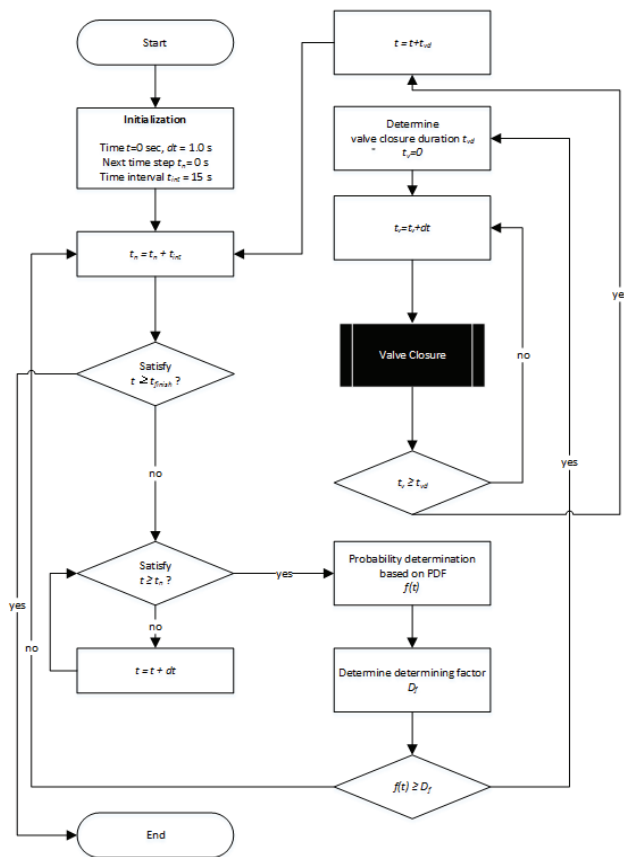 Start
Initialization
Time t=0 sec, dt = 1.0 s
Next time step tn= 0 s
Time interval tint = 15 s
tn = tn + tint
Satisfy
t ≥ tfinish ?
no
Satisfy
t ≥ tn ?
yes
no
t = t + dt
yes
no
End
t = t+tvd
Determine
valve closure duration tvd
tv=0
tv=tv+dt
Valve Closure
no
tv ≥ tvd
ye
yes
Probability determination
based on PDF
f(t)
Determine determining factor
Df
f(t) ≥ Df